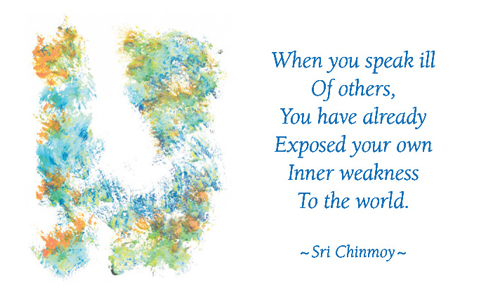 When you speak ill
Of others,
You have already
Exposed your own
Inner weakness
To the world.
~Sri Chinmoy~